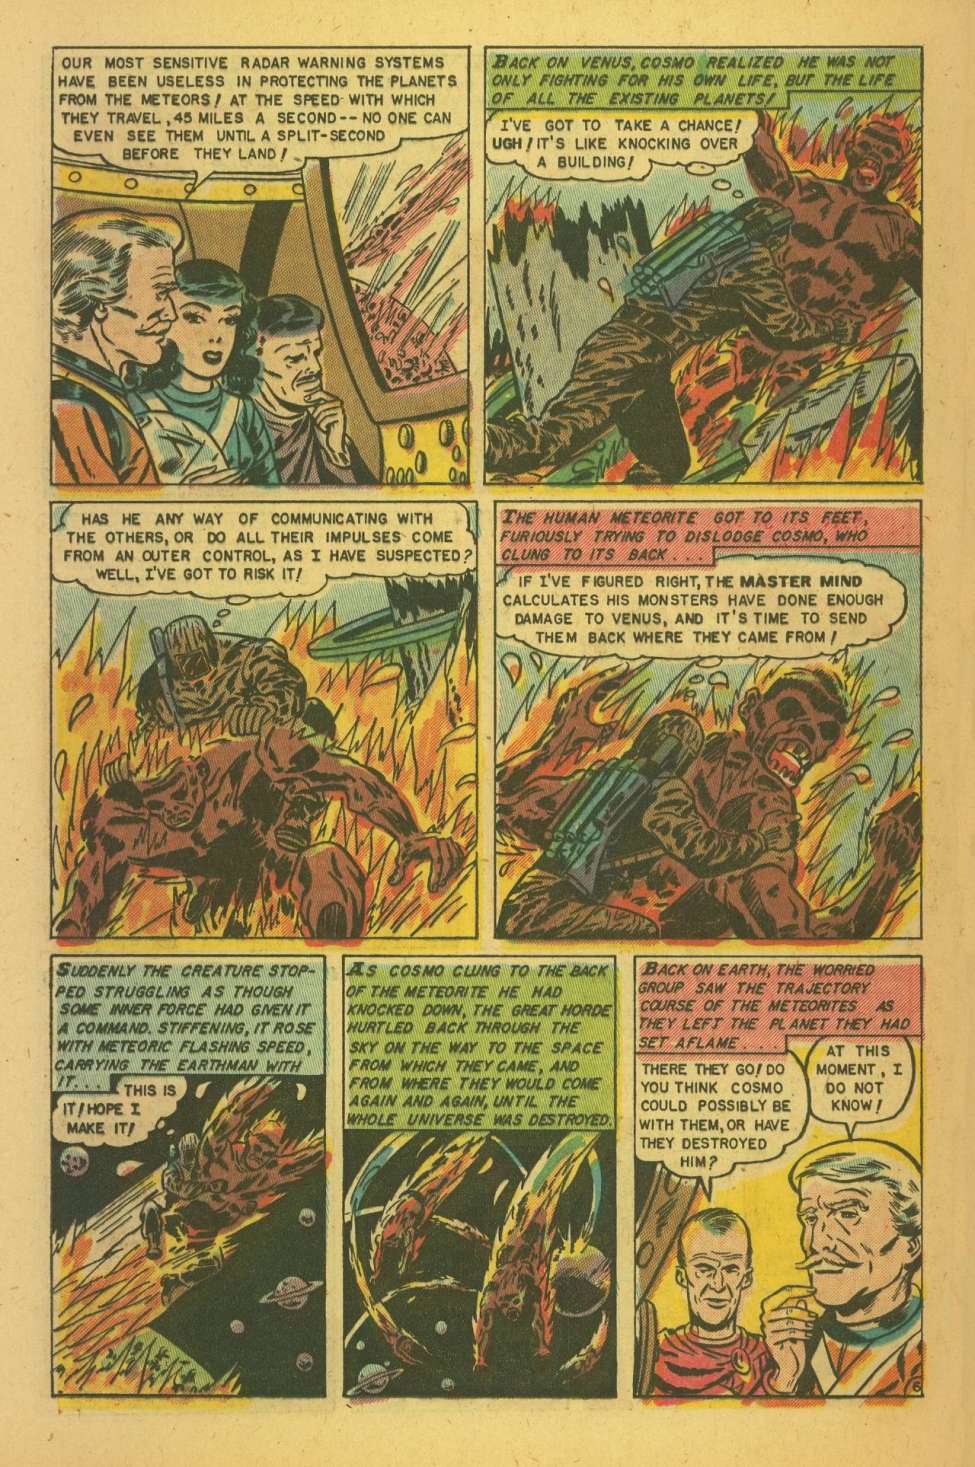 OUR MOST SENSITIVE RADAR WARNING SYSTEMS
HAVE BEEN USELESS IN PROTECTING THE PLANETS
FROM THE METEORS! AT THE SPEED WITH WHICH
THEY TRAVEL, 45 MILES A SECOND-- NO ONE CAN
EVEN SEE THEM UNTIL A SPLIT-SECOND
BEFORE THEY LAND!
BACK ON VENUS, COSMO REALIZED HE WAS NOT
ONLY FIGHTING FOR HIS OWN LIFE, BUT THE LIFE
OF ALL THE EXISTING PLANETS!
I'VE GOT TO TAKE A CHANCE!
UGH! IT'S LIKE KNOCKING OVER
A BUILDING!
HAS HE ANY WAY OF COMMUNICATING WITH
THE OTHERS, OR DO ALL THEIR IMPULSES COME
FROM AN OUTER CONTROL, AS I HAVE SUSPECTED?
WELL, I'VE GOT TO RISK IT!
THE HUMAN METEORITE GOT TO ITS FEET,
FURIOUSLY TRYING TO DISLODGE COSMO, WHO
CLUNG TO ITS BACK . . .
IF I'VE FIGURED RIGHT, THE MASTER MIND
CALCULATES HIS MONSTERS HAVE DONE ENOUGH
DAMAGE TO VENUS, AND IT'S TIME TO SEND
THEM BACK WHERE THEY CAME FROM!
SUDDENLY THE CREATURE STOP-
PED STRUGGLING AS THOUGH
SOME INNER FORCE HAD GIVEN IT
A COMMAND. STIFFENING, IT ROSE
WITH METEORIC FLASHING SPEED,
CARRYING THE EARTHMAN WITH
IT...
THIS IS
IT! HOPE I
MAKE IT!
AS COSMO CLUNG TO THE BACK
OF THE METEORITE HE HAD
KNOCKED DOWN, THE GREAT HORDE
HURTLED BACK THROUGH THE
SKY ON THE WAY TO THE SPACE
FROM WHICH THEY CAME, AND
FROM WHERE THEY WOULD COME
AGAIN AND AGAIN, UNTIL THE
WHOLE UNIVERSE WAS DESTROYED.
BACK ON EARTH, THE WORRIED
GROUP SAW THE TRAJECTORY
COURSE OF THE METEORITES AS
THEY LEFT THE PLANET THEY HAD
SET AFLAME . . .
THERE THEY GO! DO
YOU THINK COSMO
COULD POSSIBLY BE
WITH THEM, OR HAVE
THEY DESTROYED
HIM?
AT THIS
MOMENT, I
DO NOT
KNOW!
6